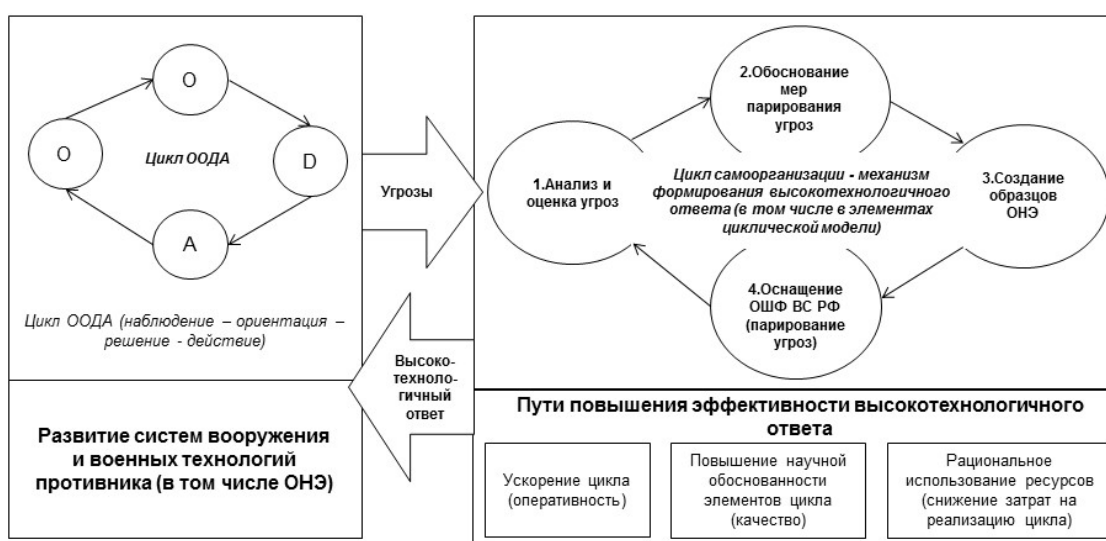 O
O
D
A
Цикл ООДА
Цикл ООДА (наблюдение – ориентация –
решение - действие)
Развитие систем вооружения
и военных технологий
противника (в том числе ОНЭ)
Угрозы
Высоко-
техноло-
гичный
ответ
1.Анализ и
оценка угроз
2.Обоснование
мер
парирования
угроз
Цикл самоорганизации - механизм
формирования высокотехнологичного
ответа (в том числе в элементах
циклической модели)
3.Создание
образцов
ОНЭ
4.Оснащение
ОШФ ВС РФ
(парирование
угроз)
Пути повышения эффективности высокотехнологичного
ответа
Ускорение цикла
(оперативность)
Повышение научной
обоснованности
элементов цикла
(качество)
Рациональное
использование ресурсов
(снижение затрат на
реализацию цикла)